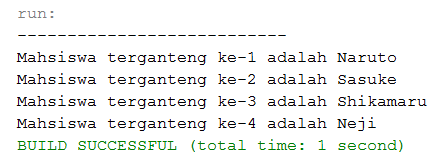 run:
---------------------------
Mahsiswa terganteng ke-1 adalah Naruto
Mahsiswa terganteng ke-2 adalah Sasuke
Mahsiswa terganteng ke-3 adalah Shikamaru
Mahsiswa terganteng ke-4 adalah Neji
BUILD SUCCESSFUL (total time: 1 second)